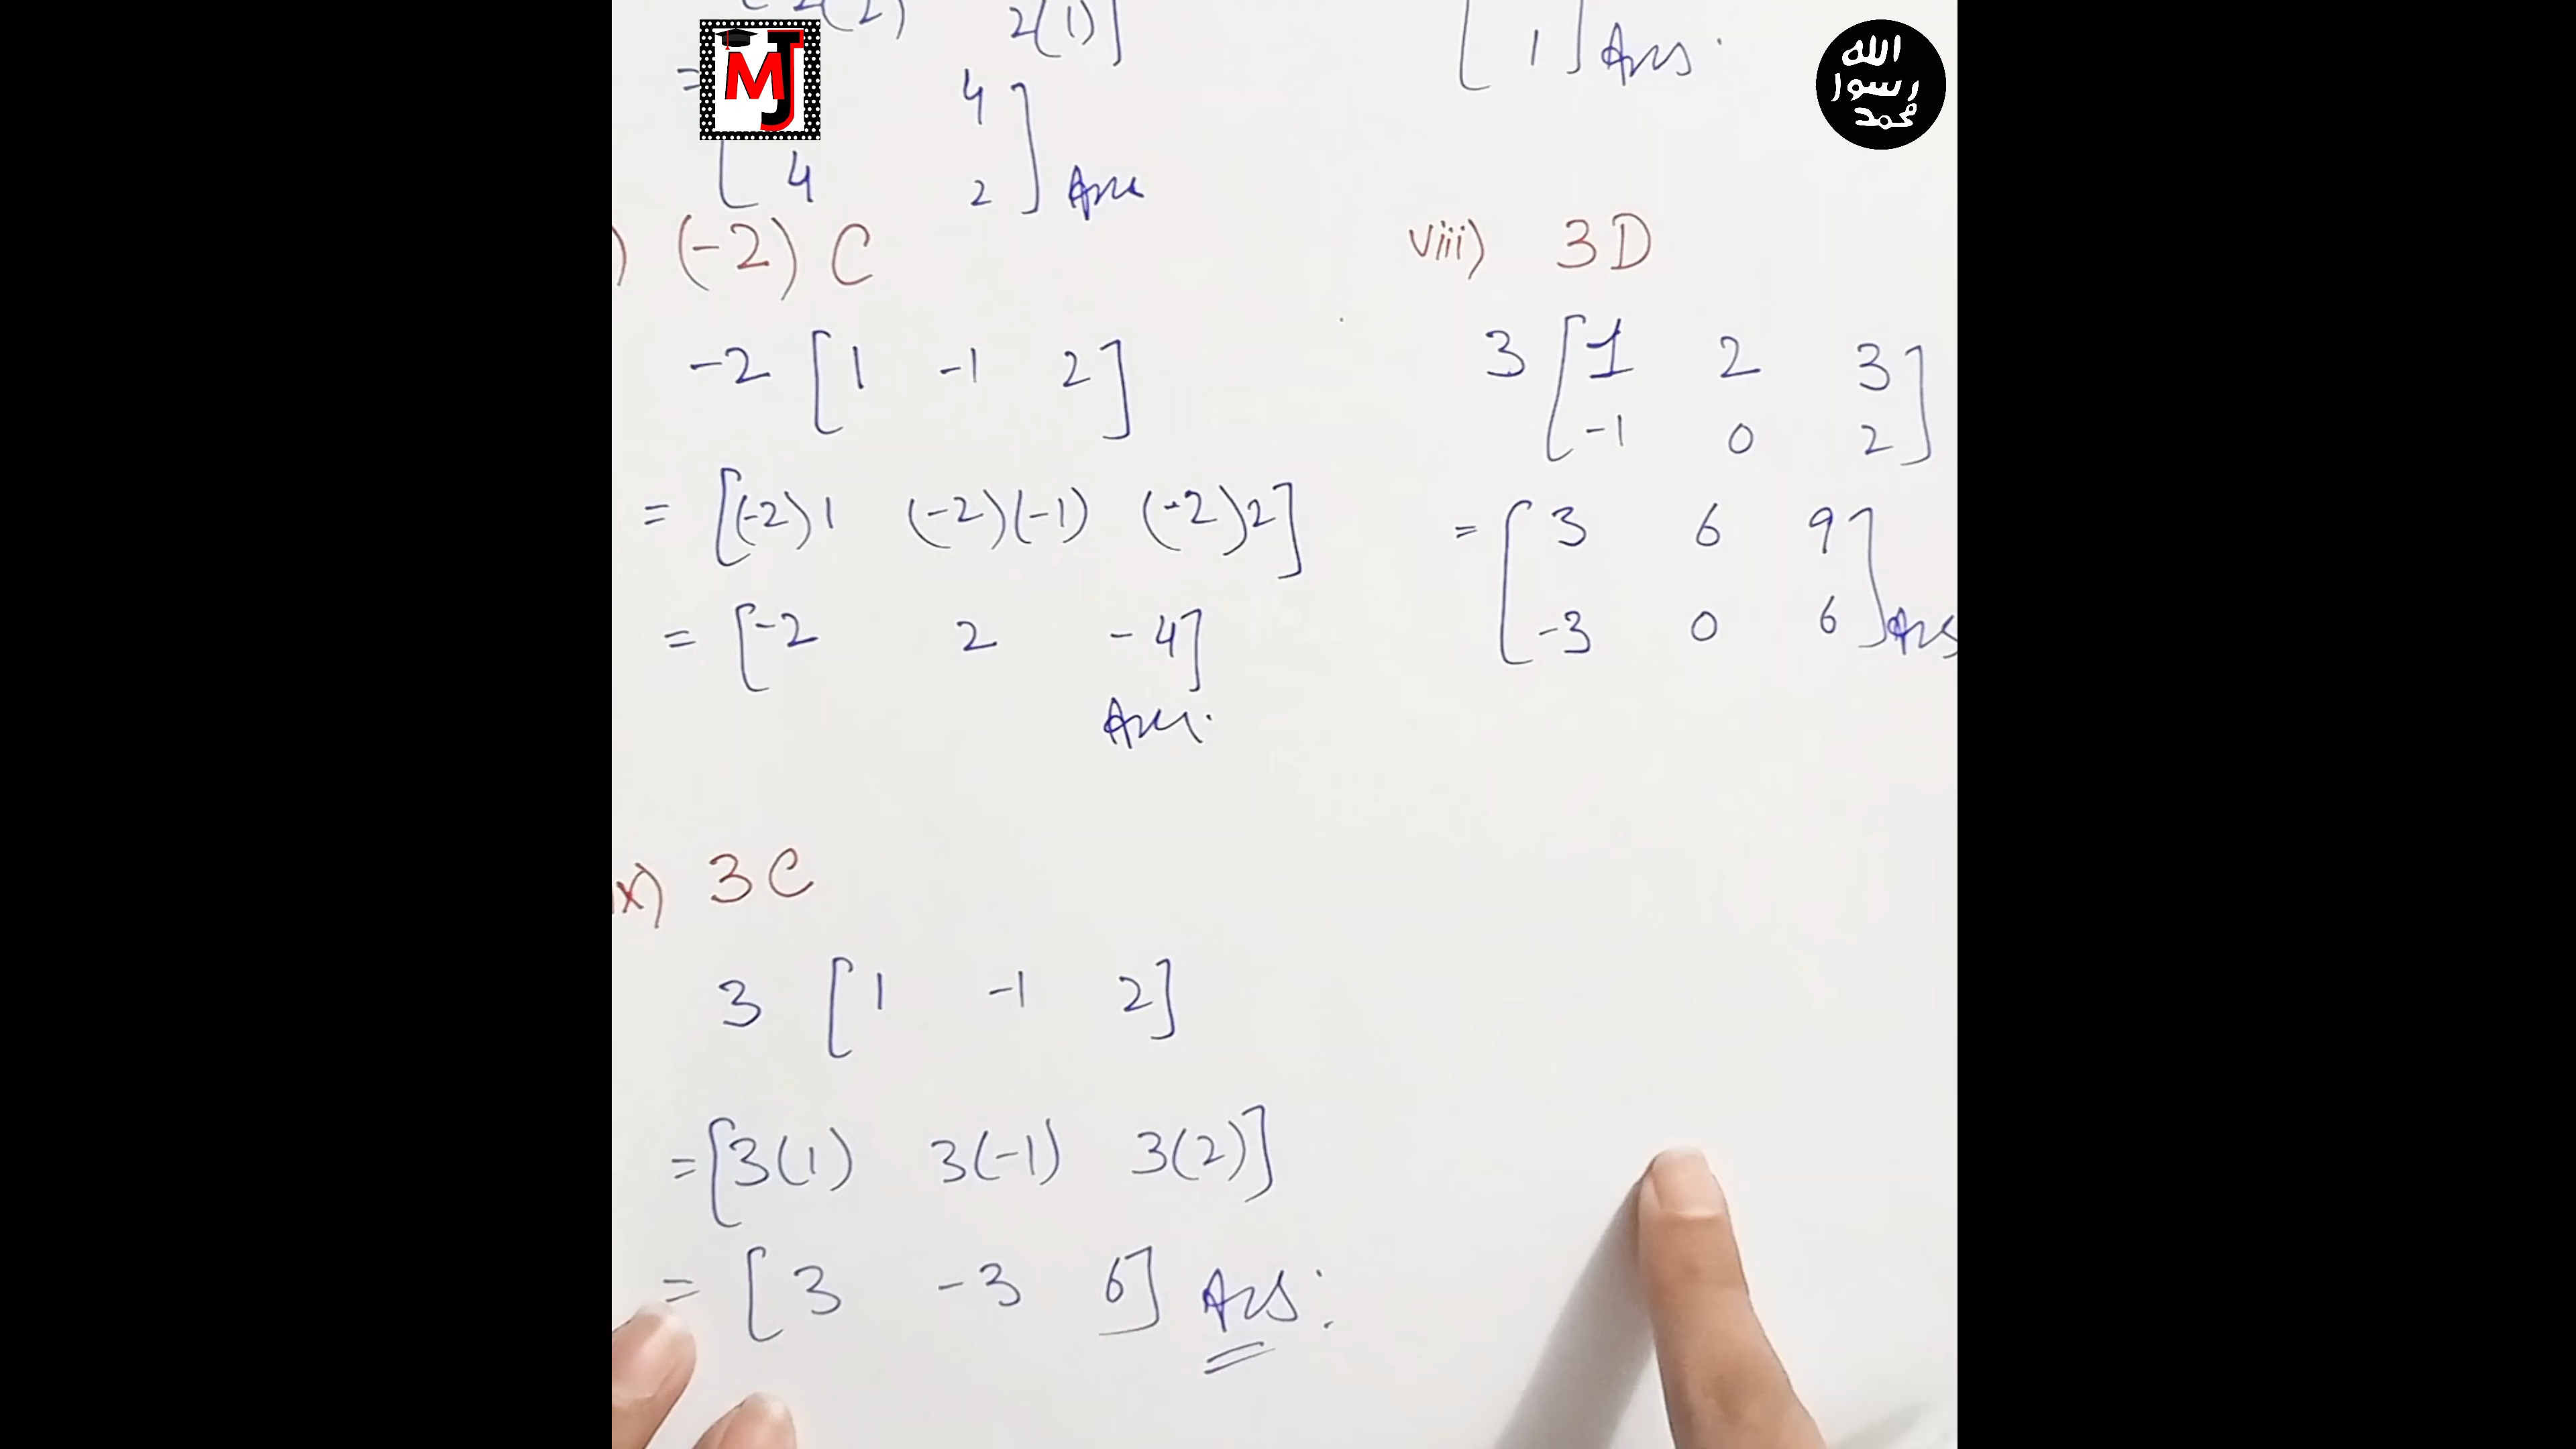 2(1)]
4 ]
[ 4 2 ] Ans
[ 1 ] Ans.
MJ
الله
رسول
محمد
) (-2) C
-2 [1 -1 2]
= [(-2)1 (-2)(-1) (-2)2]
= [-2 2 -4]
Ans.
viii) 3D
3 [1 2 3
-1 0 2]
= [3 6 9
-3 0 6] Ans
x) 3C
3 [1 -1 2]
= [3(1) 3(-1) 3(2)]
= [3 -3 6] Ans: